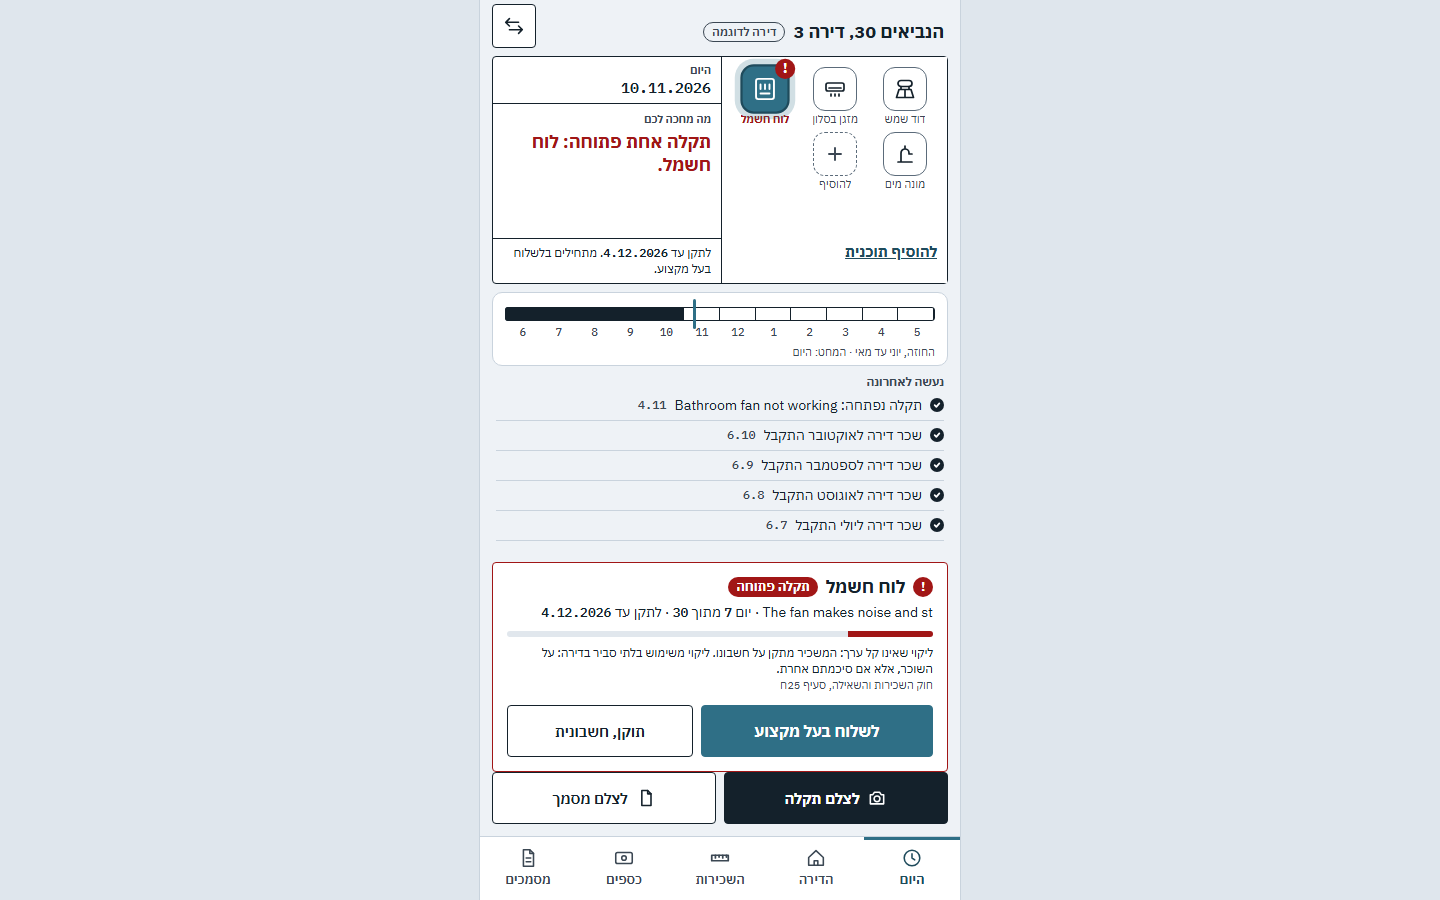 הנביאים 30, דירה 3 דירה לדוגמה
דוד שמש
מזגן בסלון
!
לוח חשמל
מונה מים
להוסיף
להוסיף תוכנית
היום
10.11.2026
מה מחכה לכם
תקלה אחת פתוחה: לוח
חשמל.
לתקן עד 4.12.2026. מתחילים בלשלוח
בעל מקצוע.
6 7 8 9 10 11 12 1 2 3 4 5
החוזה, יוני עד מאי · המחט: היום
נעשה לאחרונה
תקלה נפתחה: Bathroom fan not working 4.11
שכר דירה לאוקטובר התקבל 6.10
שכר דירה לספטמבר התקבל 6.9
שכר דירה לאוגוסט התקבל 6.8
שכר דירה ליולי התקבל 6.7
! לוח חשמל תקלה פתוחה
The fan makes noise and st · יום 7 מתוך 30 · לתקן עד 4.12.2026
ליקוי שאינו קל ערך: המשכיר מתקן על חשבונו. ליקוי משימוש בלתי סביר בדירה: על
השוכר, אלא אם סיכמתם אחרת.
חוק השכירות והשאילה, סעיף 25ח
לשלוח בעל מקצוע
תוקן, חשבונית
לצלם תקלה
לצלם מסמך
היום
הדירה
השכירות
כספים
מסמכים